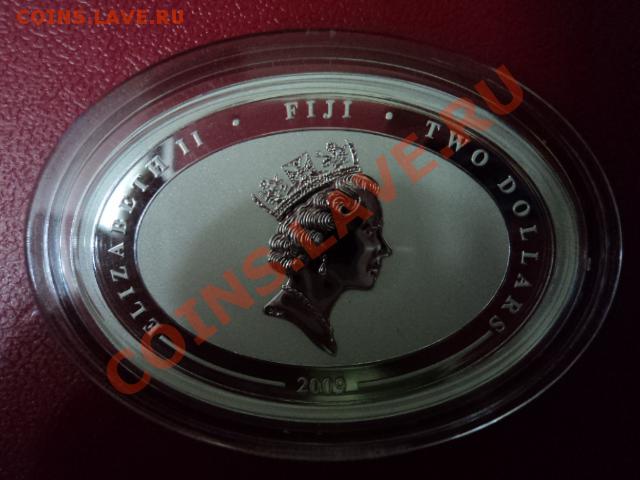 COINS.LAVE.RU
ELIZABETH II • FIJI • TWO DOLLARS
COINS.LAVE.RU